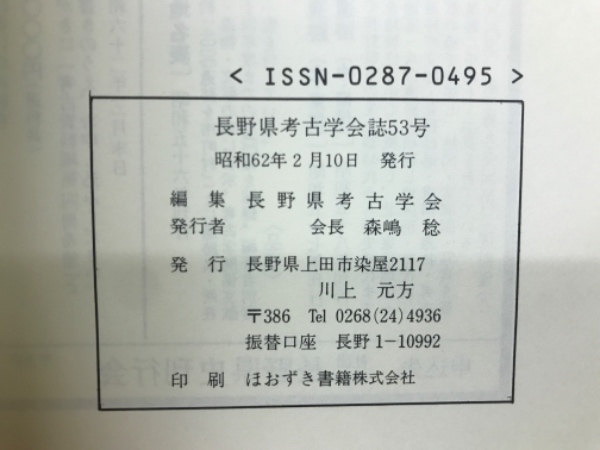 < ISSN-0287-0495 >
長野県考古学会誌53号
昭和62年2月10日 発行
編集 長野県考古学会
発行者 会長 森嶋 稔
発行 長野県上田市染屋2117
川上 元方
〒386 Tel 0268(24)4936
振替口座 長野1-10992
印刷 ほおずき書籍株式会社